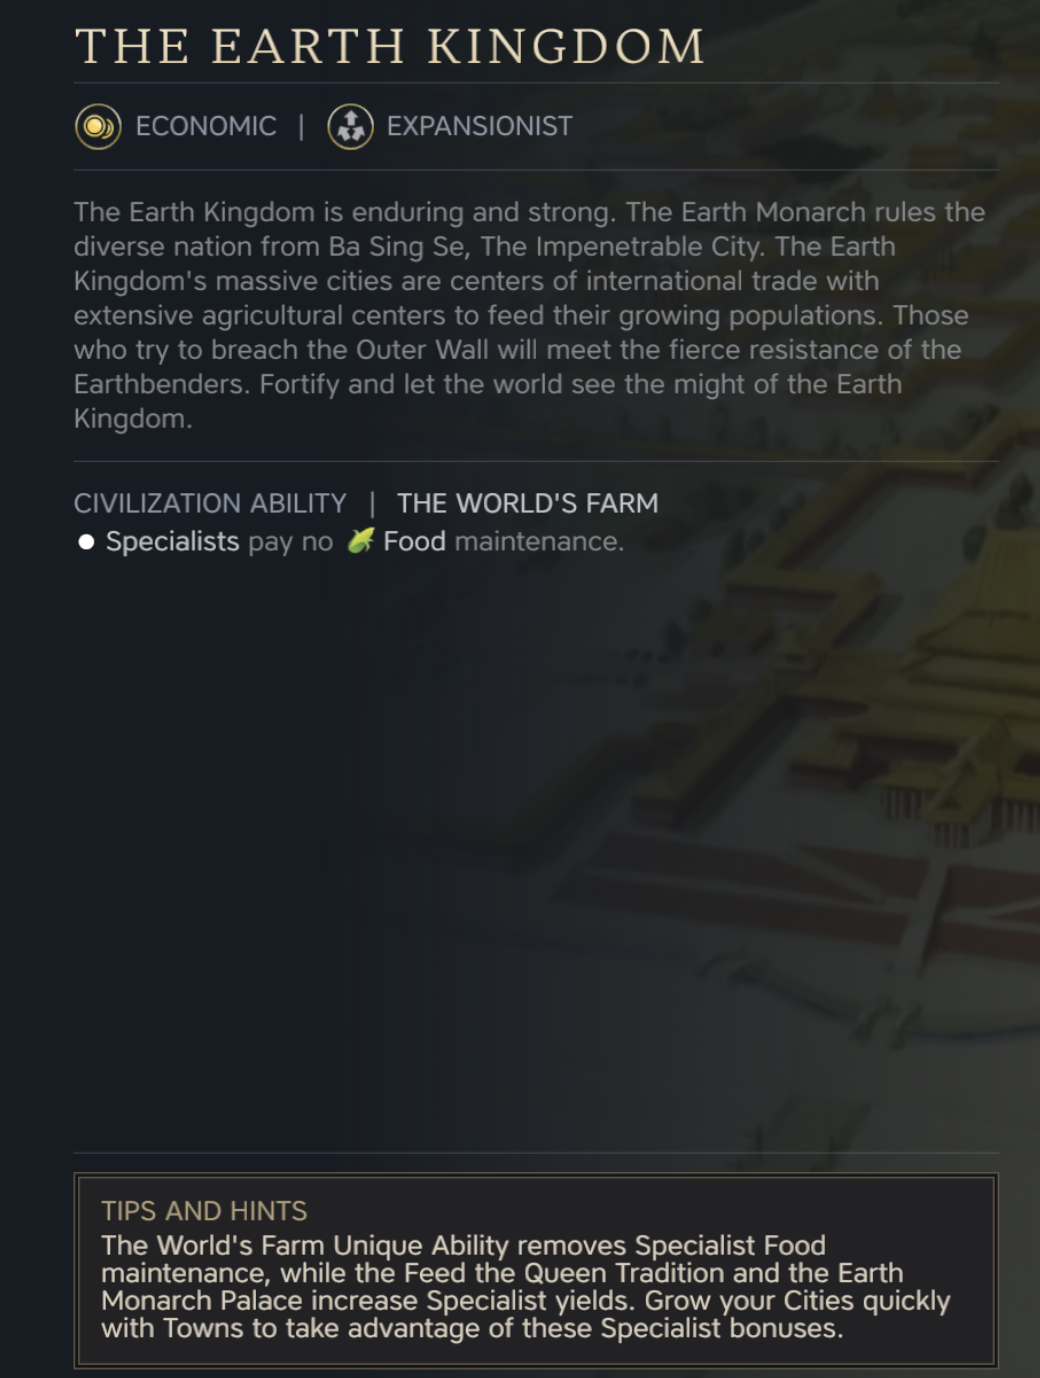 THE EARTH KINGDOM
ECONOMIC | EXPANSIONIST
The Earth Kingdom is enduring and strong. The Earth Monarch rules the
diverse nation from Ba Sing Se, The Impenetrable City. The Earth
Kingdom's massive cities are centers of international trade with
extensive agricultural centers to feed their growing populations. Those
who try to breach the Outer Wall will meet the fierce resistance of the
Earthbenders. Fortify and let the world see the might of the Earth
Kingdom.
CIVILIZATION ABILITY | THE WORLD'S FARM
● Specialists pay no Food maintenance.
TIPS AND HINTS
The World's Farm Unique Ability removes Specialist Food
maintenance, while the Feed the Queen Tradition and the Earth
Monarch Palace increase Specialist yields. Grow your Cities quickly
with Towns to take advantage of these Specialist bonuses.